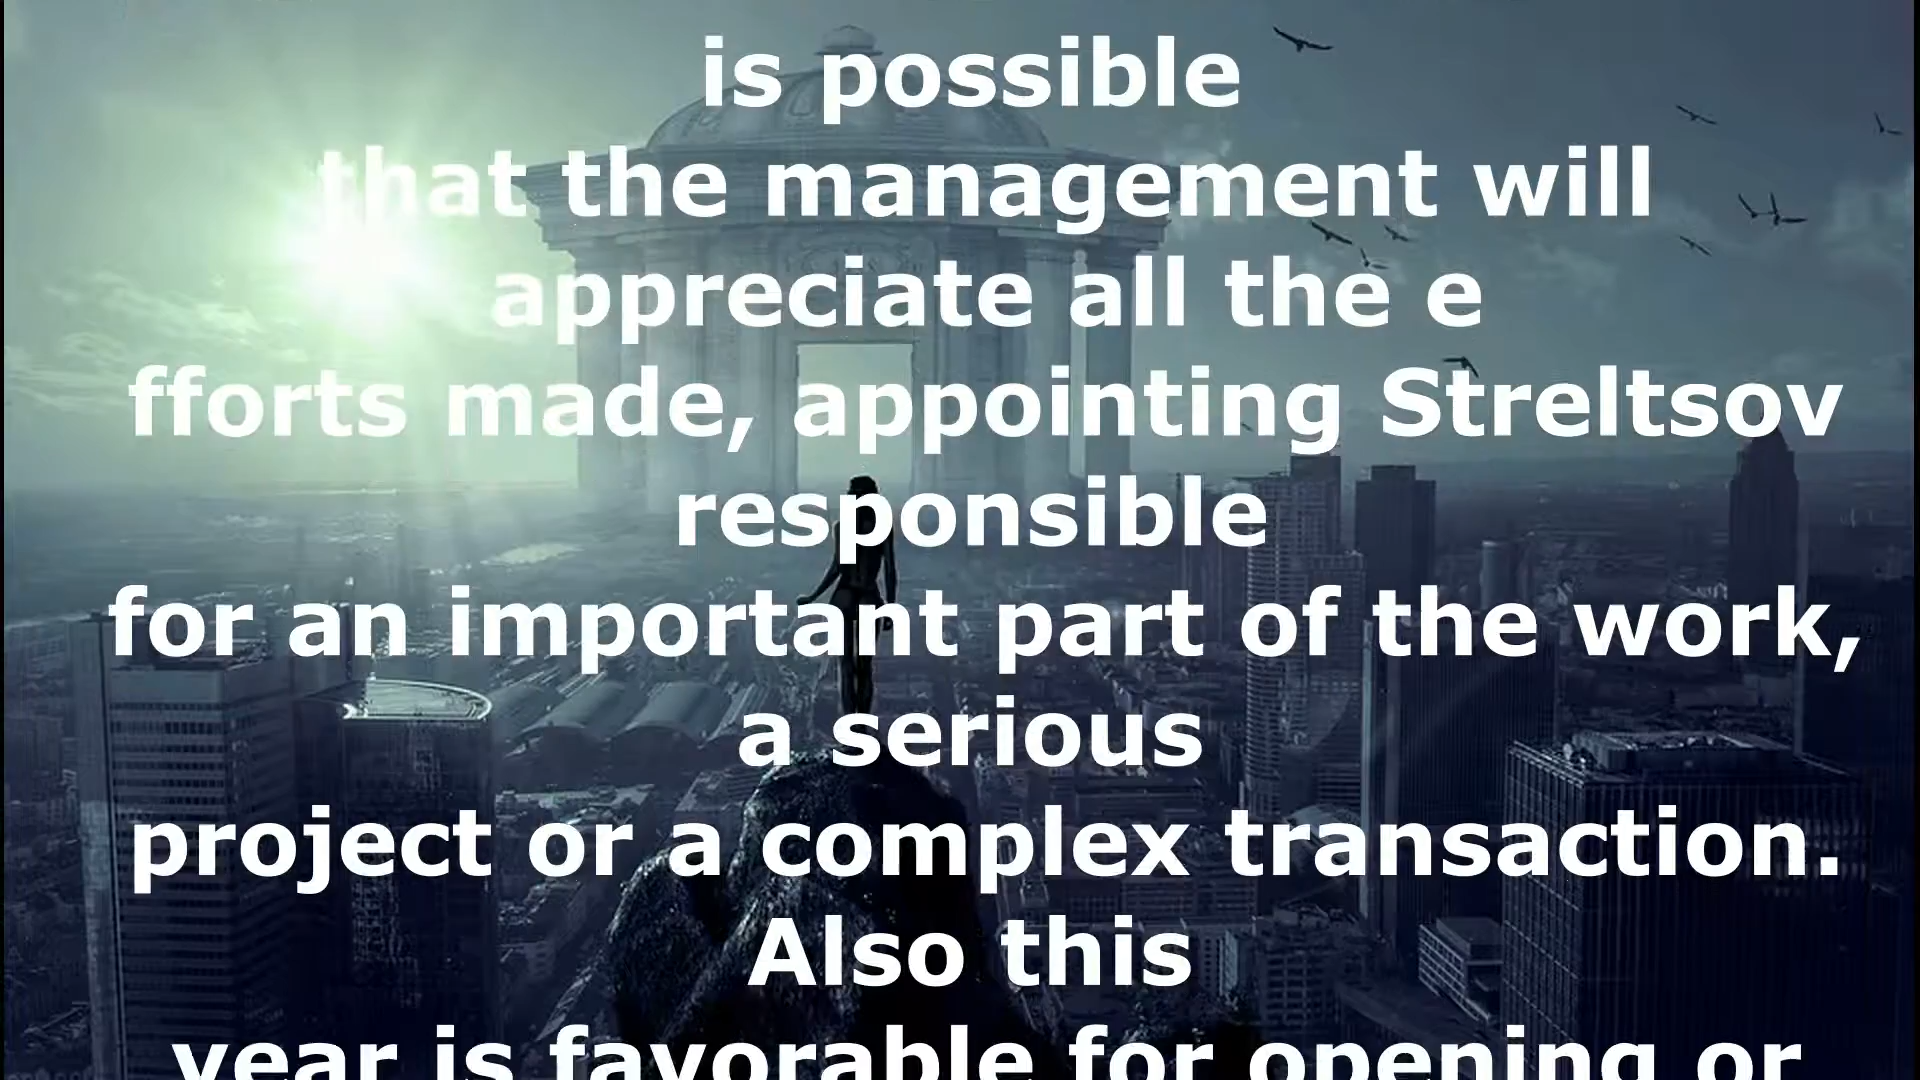 is possible
that the management will
appreciate all the e
fforts made, appointing Streltsov
responsible
for an important part of the work,
a serious
project or a complex transaction.
Also this
year is favorable for opening or